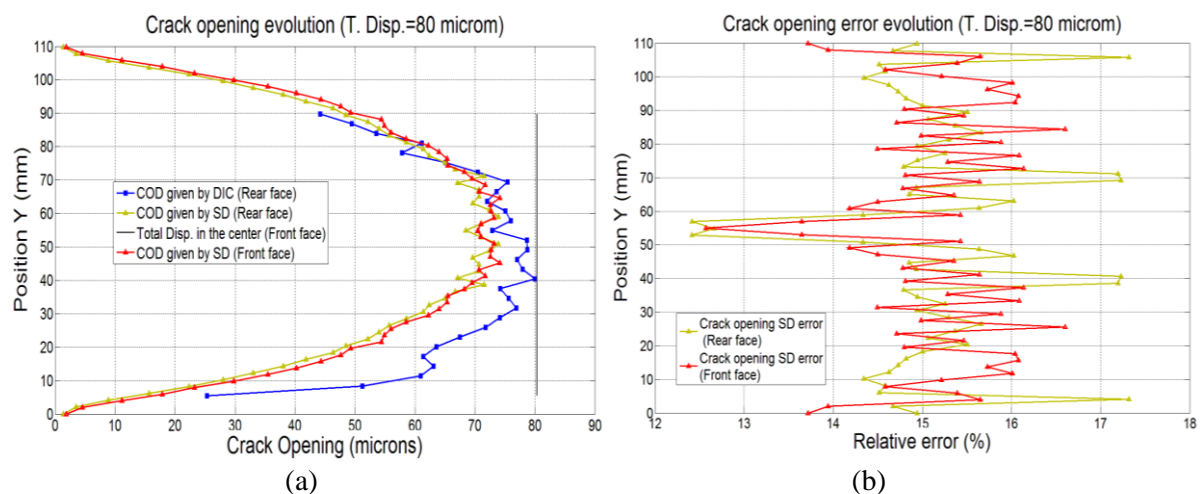 Crack opening evolution (T. Disp.=80 microm)
Position Y (mm)
110
100
90
80
70
60
50
40
30
20
10
0
COD given by DIC (Rear face)
COD given by SD (Rear face)
Total Disp. in the center (Front face)
COD given by SD (Front face)
0 10 20 30 40 50 60 70 80 90
Crack Opening (microns)
(a)
Crack opening error evolution (T. Disp.=80 microm)
Position Y (mm)
110
100
90
80
70
60
50
40
30
20
10
0
Crack opening SD error
(Rear face)
Crack opening SD error
(Front face)
12 13 14 15 16 17 18
Relative error (%)
(b)